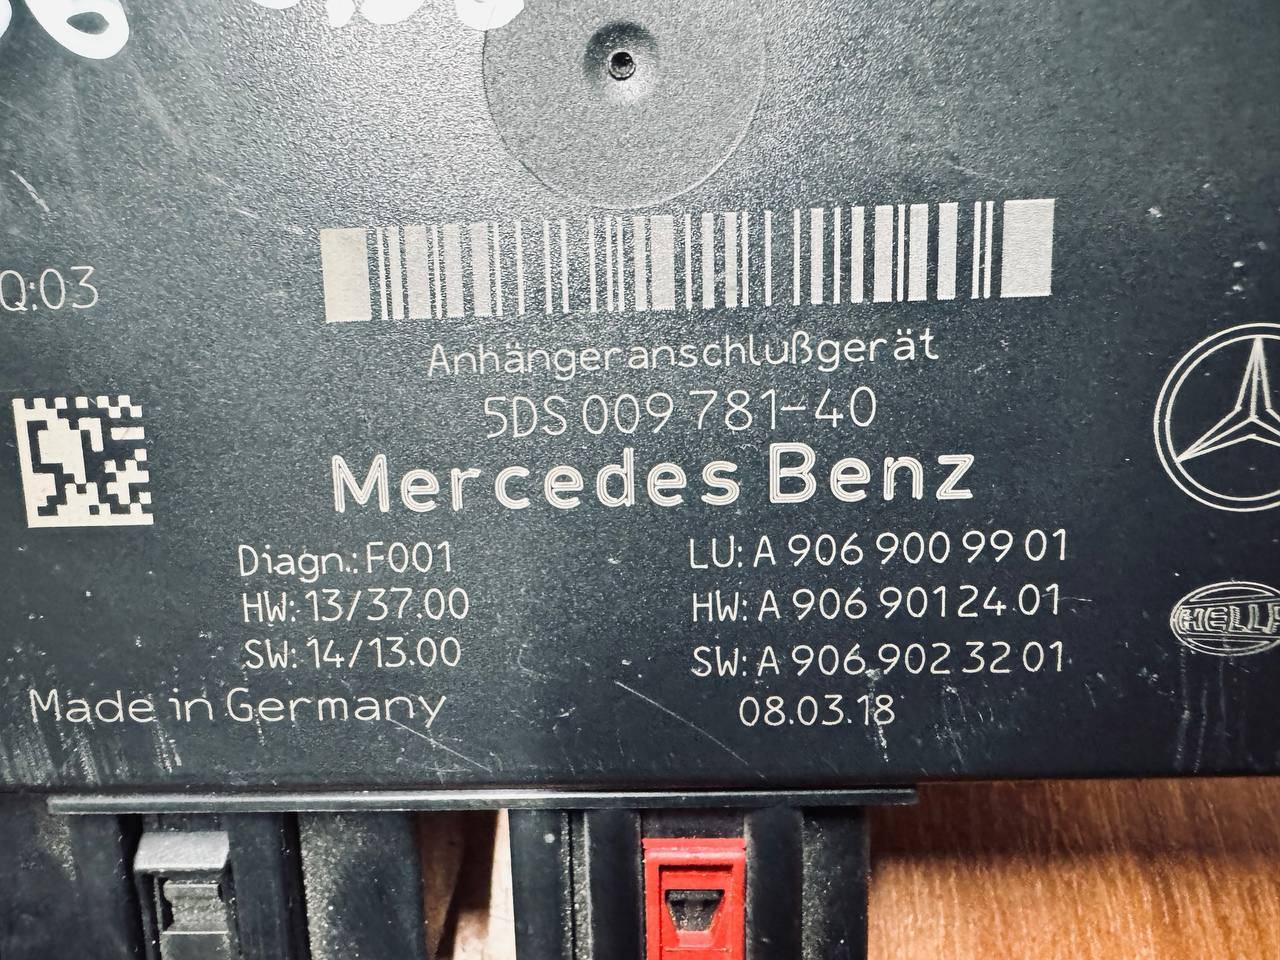 Q:03
Anhängeranschlußgerät
5DS 009 781-40
Mercedes Benz
Diagn.: F001
HW: 13/37.00
SW: 14/13.00
Made in Germany
LU: A 906 900 99 01
HW: A 906 901 24 01
SW: A 906 902 32 01
08.03.18
HELLA